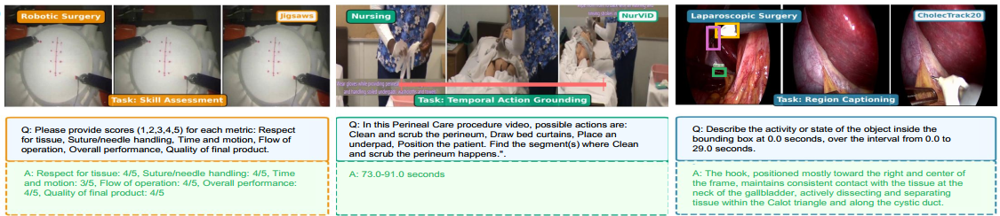 Robotic Surgery
Jigsaws
Task: Skill Assessment
Q: Please provide scores (1,2,3,4,5) for each metric: Respect
for tissue, Suture/needle handling, Time and motion, Flow of
operation, Overall performance, Quality of final product.
A: Respect for tissue: 4/5, Suture/needle handling: 4/5, Time
and motion: 3/5, Flow of operation: 4/5, Overall performance:
4/5, Quality of final product: 4/5
Nursing
NurViD
Task: Temporal Action Grounding
Q: In this Perineal Care procedure video, possible actions are:
Clean and scrub the perineum, Draw bed curtains, Place an
underpad, Position the patient. Find the segment(s) where Clean
and scrub the perineum happens.".
A: 73.0-91.0 seconds
Laparoscopic Surgery
CholecTrack20
Task: Region Captioning
Q: Describe the activity or state of the object inside the
bounding box at 0.0 seconds, over the interval from 0.0 to
29.0 seconds.
A: The hook, positioned mostly toward the right and center of
the frame, maintains consistent contact with the tissue at the
neck of the gallbladder, actively dissecting and separating
tissue within the Calot triangle and along the cystic duct.